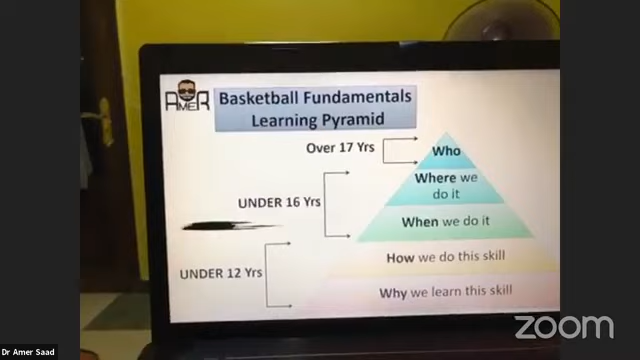 AMER
Basketball Fundamentals
Learning Pyramid
Over 17 Yrs
Who
Where we
do it
UNDER 16 Yrs
When we do it
How we do this skill
UNDER 12 Yrs
Why we learn this skill
zoom
Dr Amer Saad